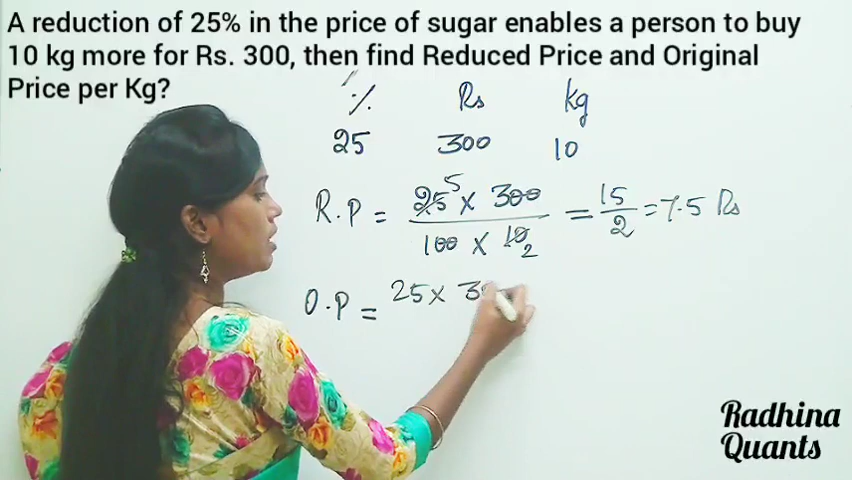 A reduction of 25% in the price of sugar enables a person to buy
10 kg more for Rs. 300, then find Reduced Price and Original
Price per Kg?
% Rs kg
25 300 10
R.P = 25 5 × 300 / 100 × 10 2 = 15/2 = 7.5 Rs
O.P = 25 × 3
Radhina
Quants